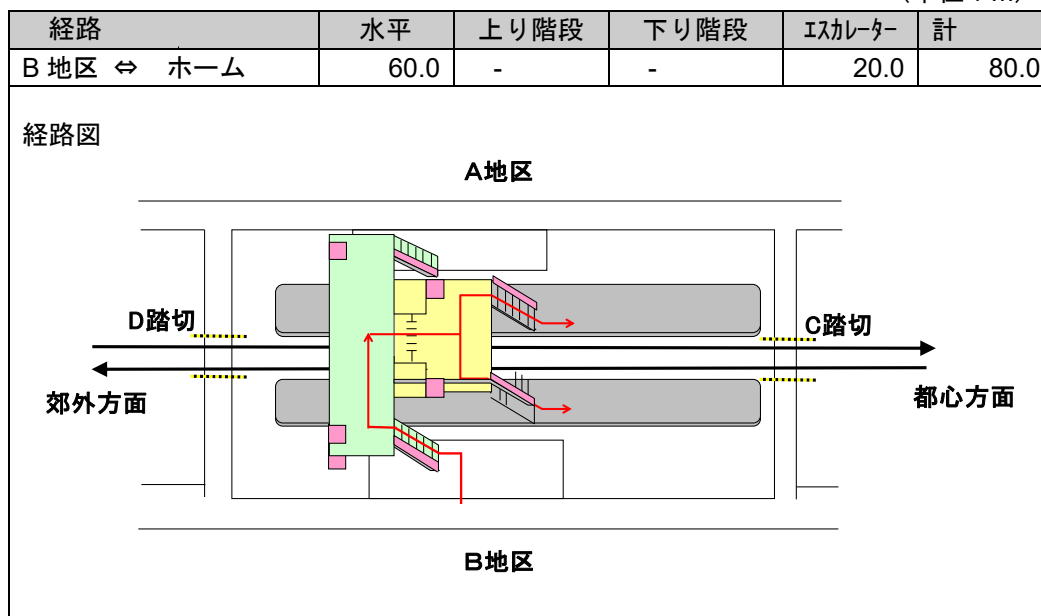 経路 水平 上り階段 下り階段 ｴｽｶﾚｰﾀｰ 計
B 地区 ⇔ ホーム 60.0 - - 20.0 80.0
経路図
A地区
D踏切
C踏切
郊外方面
都心方面
B地区